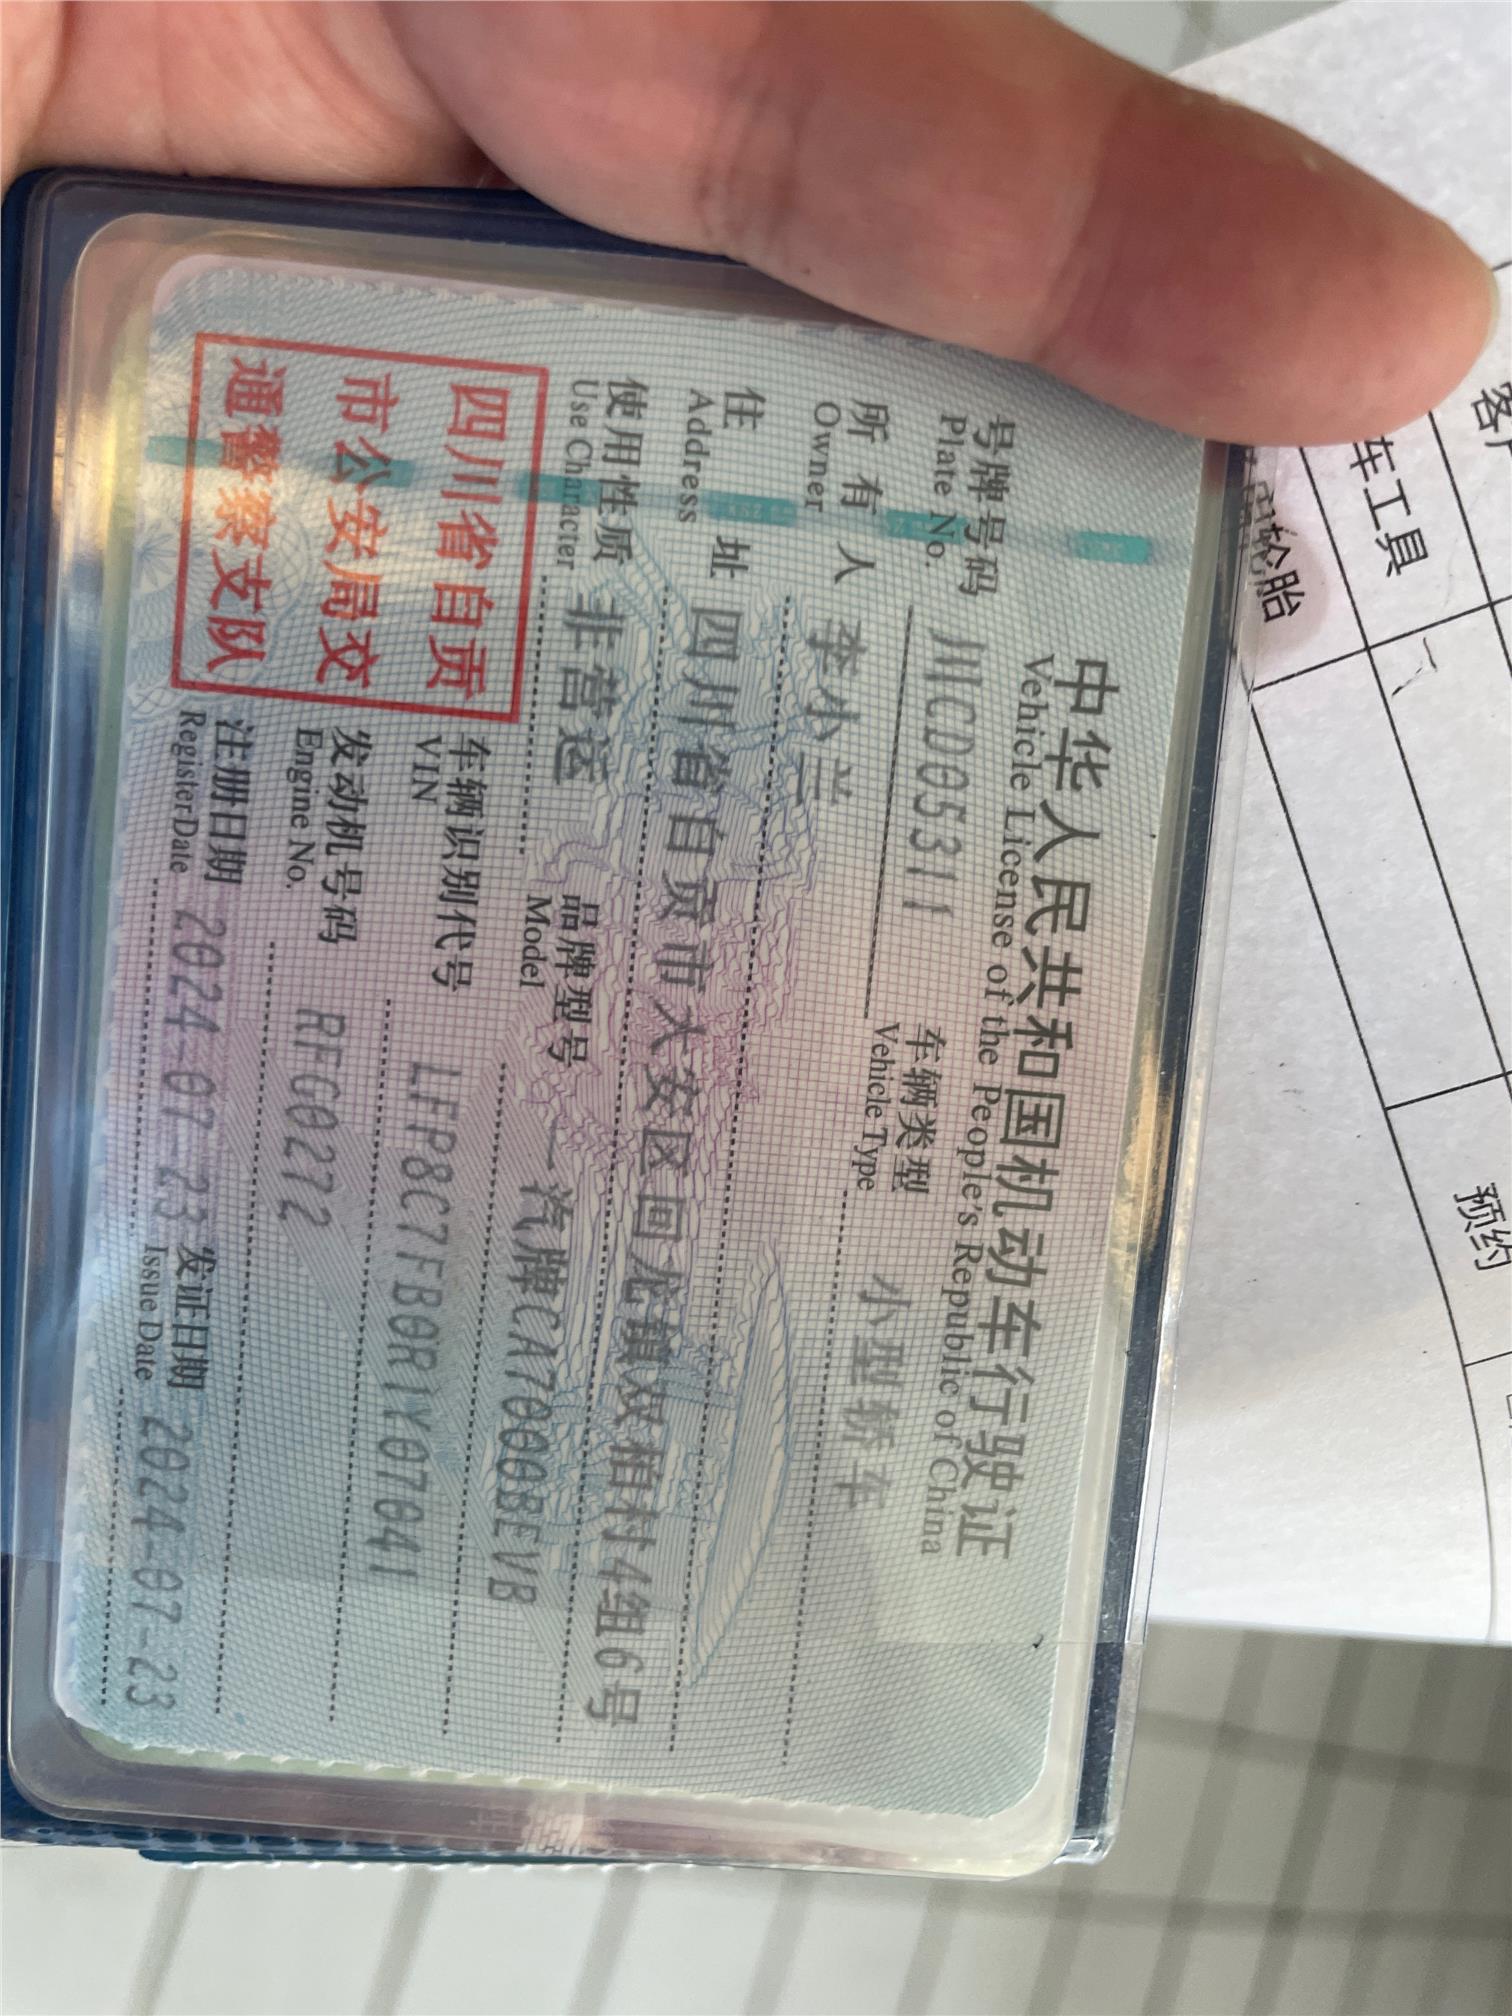 中华人民共和国机动车行驶证
Vehicle License of the People's Republic of China
号牌号码 川CD05311 车辆类型 小型轿车
Plate No. Vehicle Type
所有人 李小兰
Owner
住址 四川省自贡市大安区回龙镇双柏村4组6号
Address
使用性质 非营运 品牌型号 一汽牌CA7000BEVB
Use Character Model
四川省自贡
市公安局交
通警察支队
车辆识别代号 LFP8C7FB0R1Y07041
VIN
发动机号码 RFG0272
Engine No.
注册日期 2024-07-23 发证日期 2024-07-23
Register Date Issue Date
客户
车工具
轮胎
预约